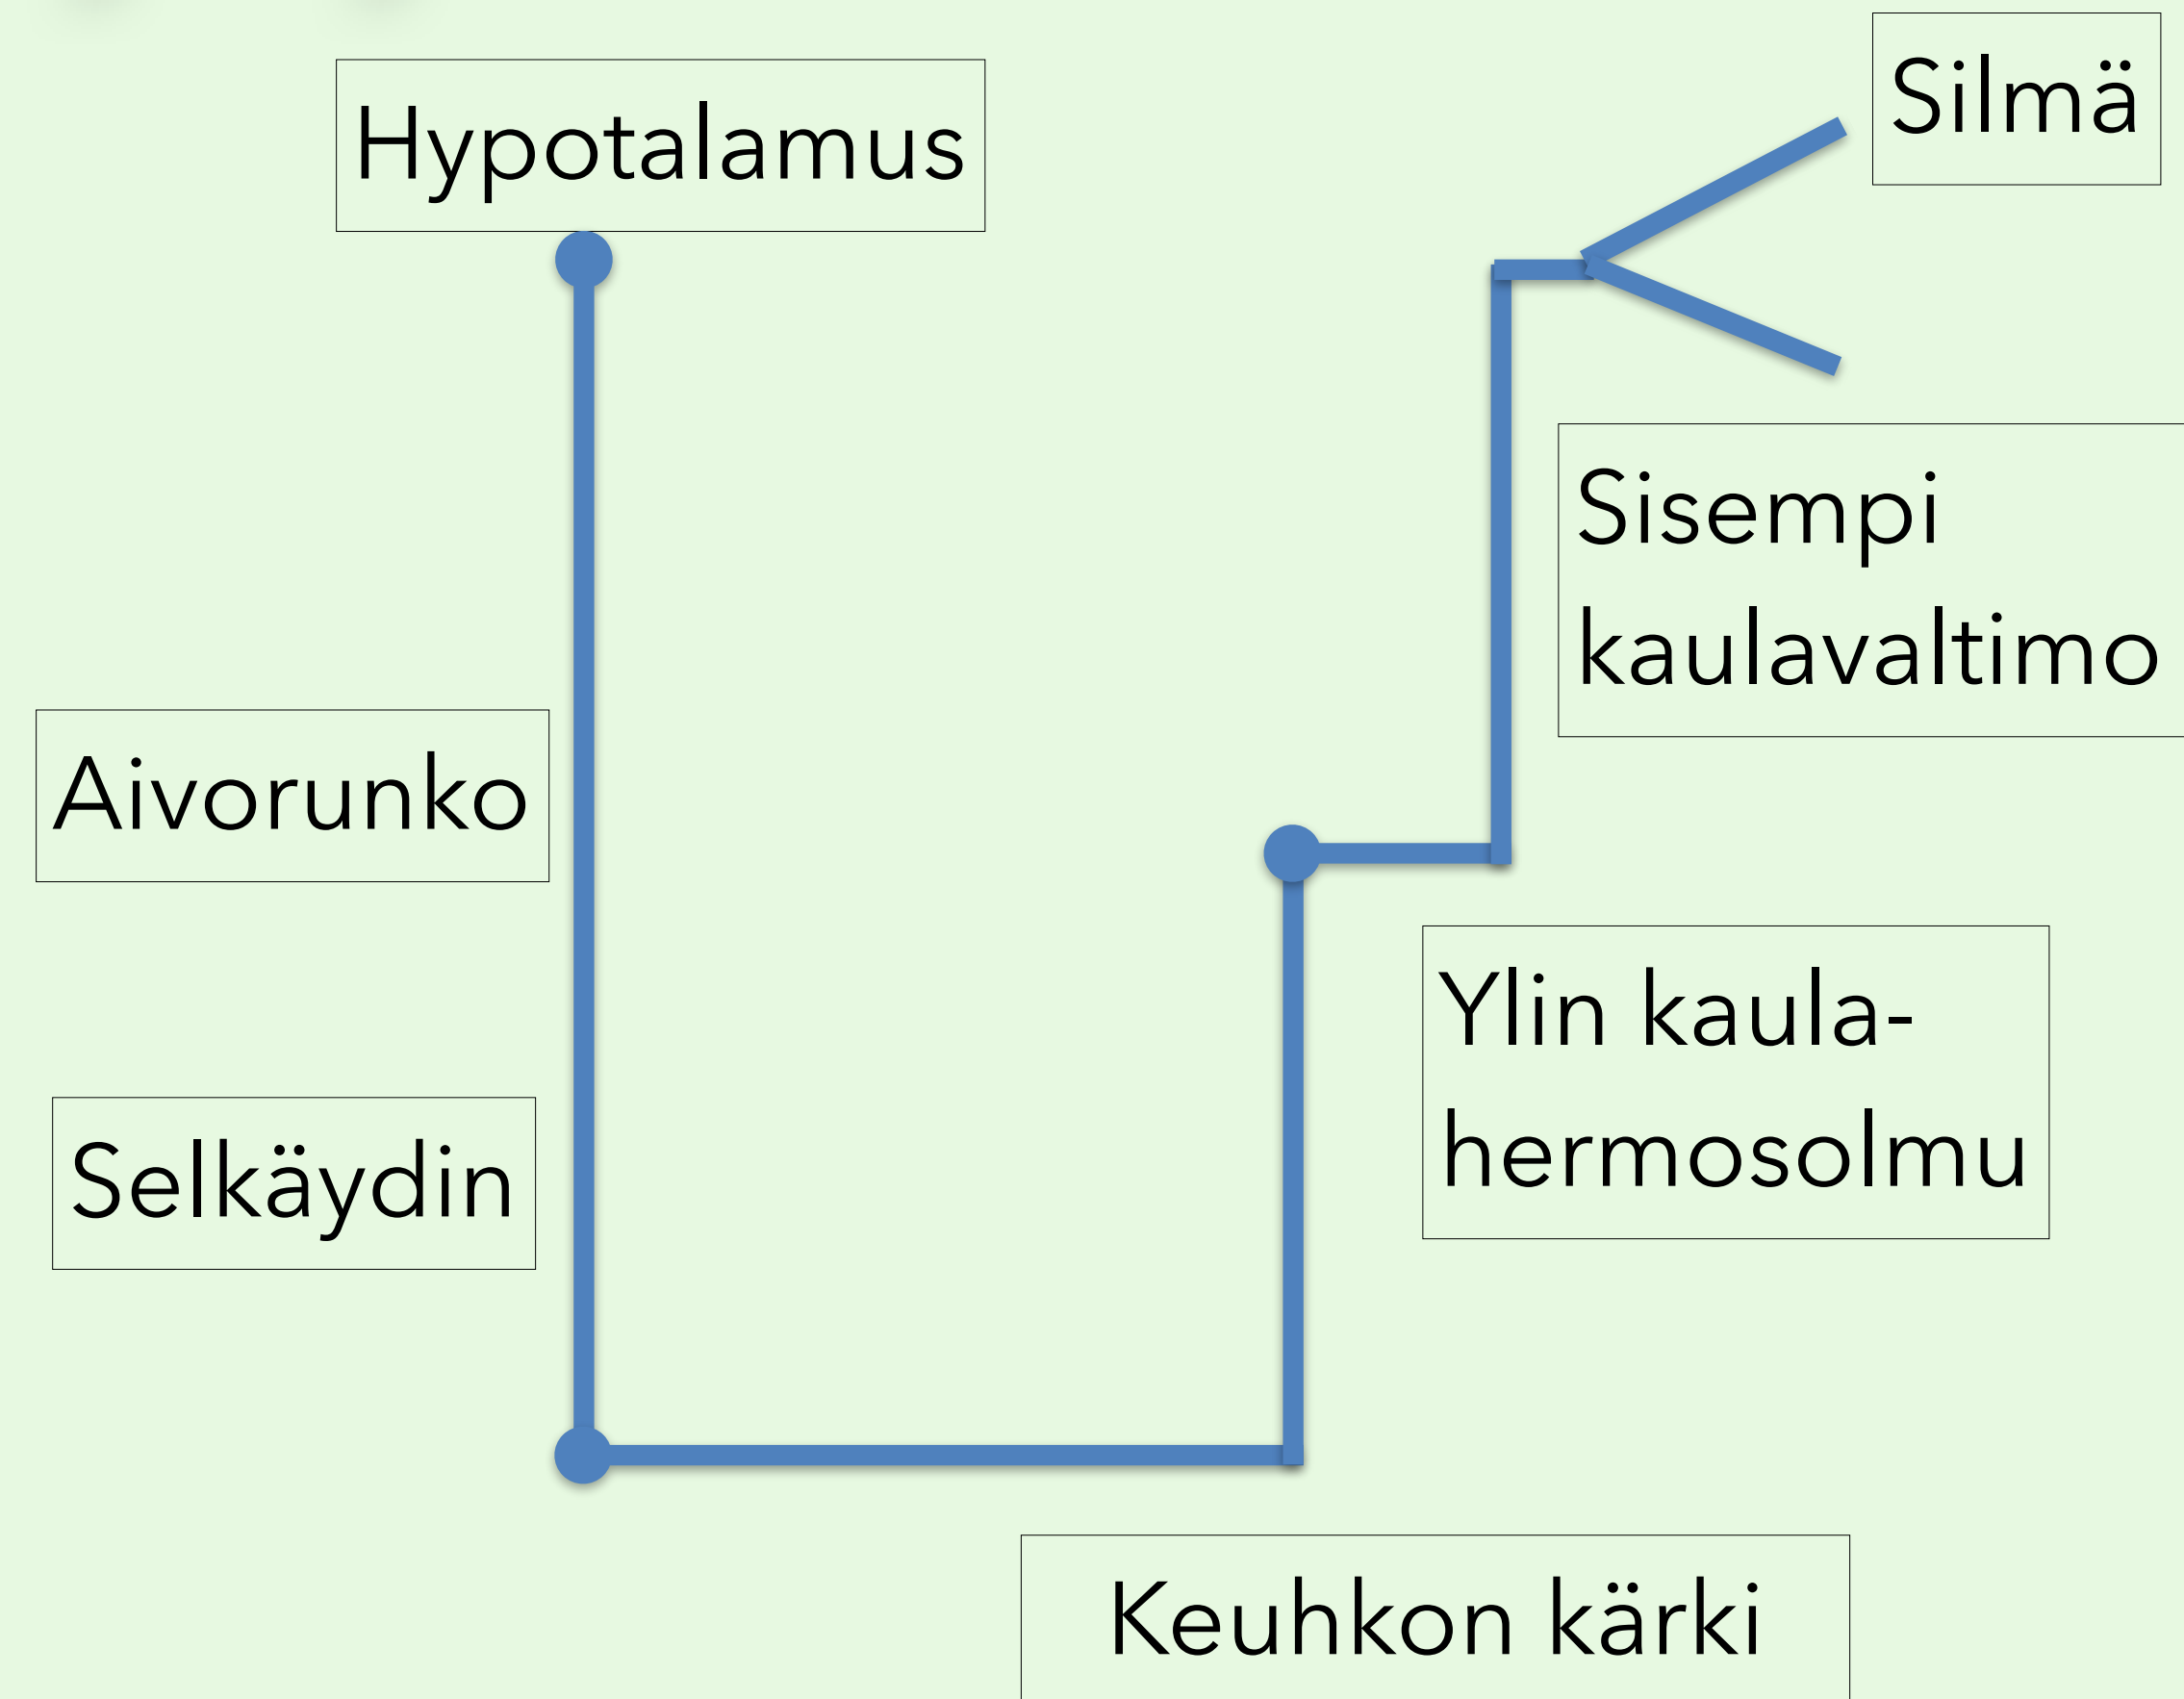 Hypotalamus
Silmä
Sisempi
kaulavaltimo
Aivorunko
Ylin kaula-
hermosolmu
Selkäydin
Keuhkon kärki